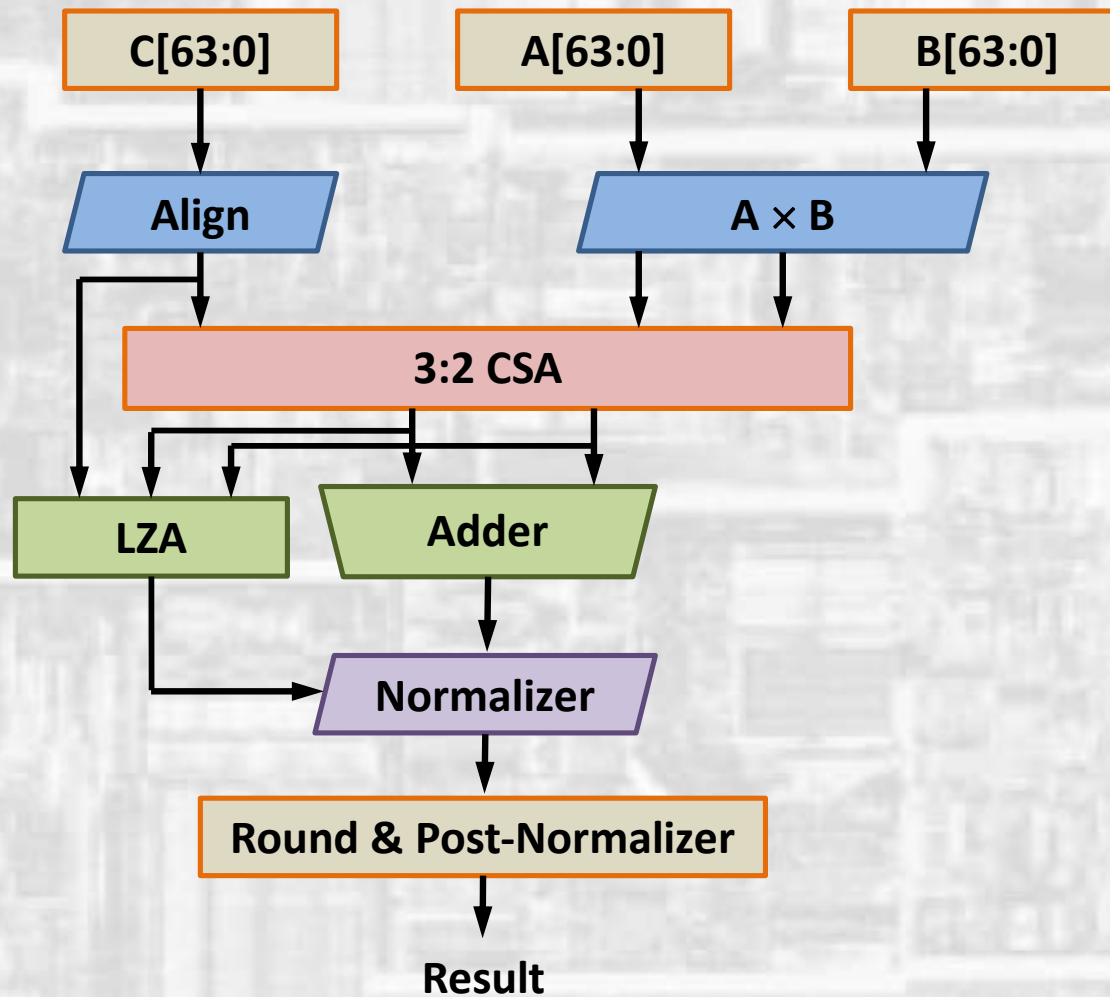 C[63:0]
A[63:0]
B[63:0]
Align
A × B
3:2 CSA
LZA
Adder
Normalizer
Round & Post-Normalizer
Result